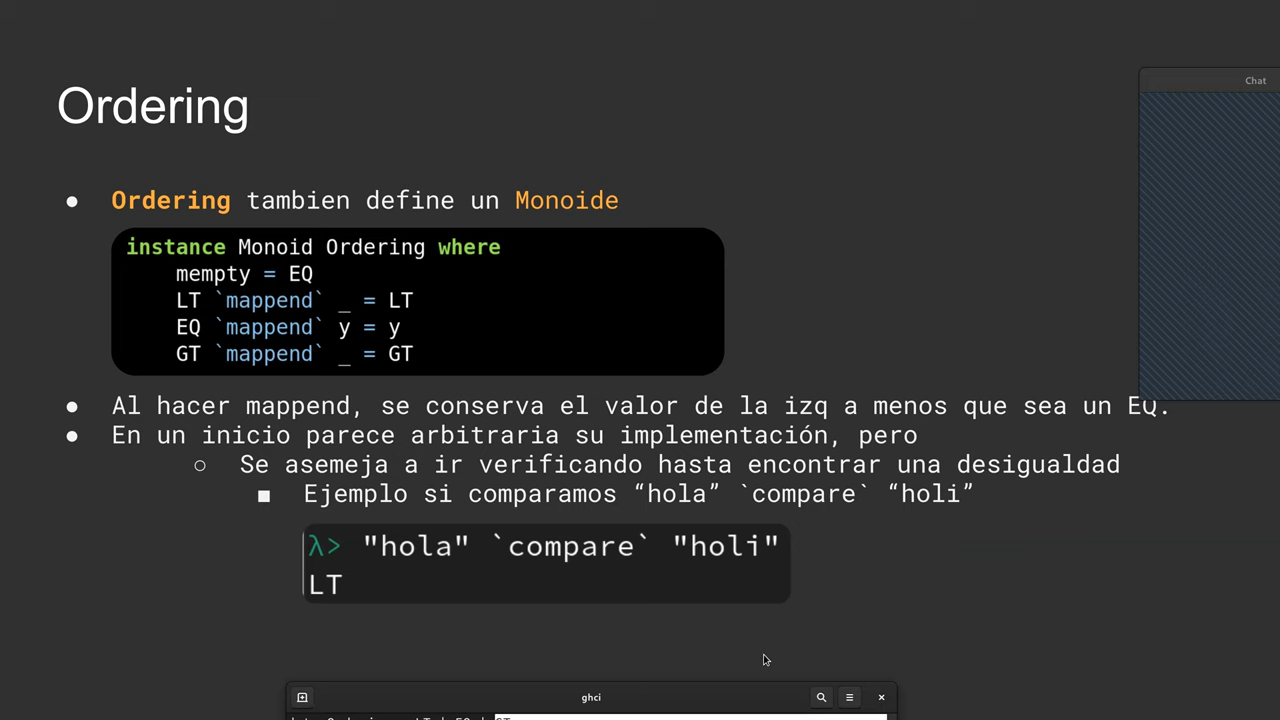 Chat
Ordering
● Ordering tambien define un Monoide
instance Monoid Ordering where
mempty = EQ
LT `mappend` _ = LT
EQ `mappend` y = y
GT `mappend` _ = GT
● Al hacer mappend, se conserva el valor de la izq a menos que sea un EQ.
● En un inicio parece arbitraria su implementación, pero
○ Se asemeja a ir verificando hasta encontrar una desigualdad
■ Ejemplo si comparamos “hola” `compare` “holi”
λ> "hola" `compare` "holi"
LT
ghci